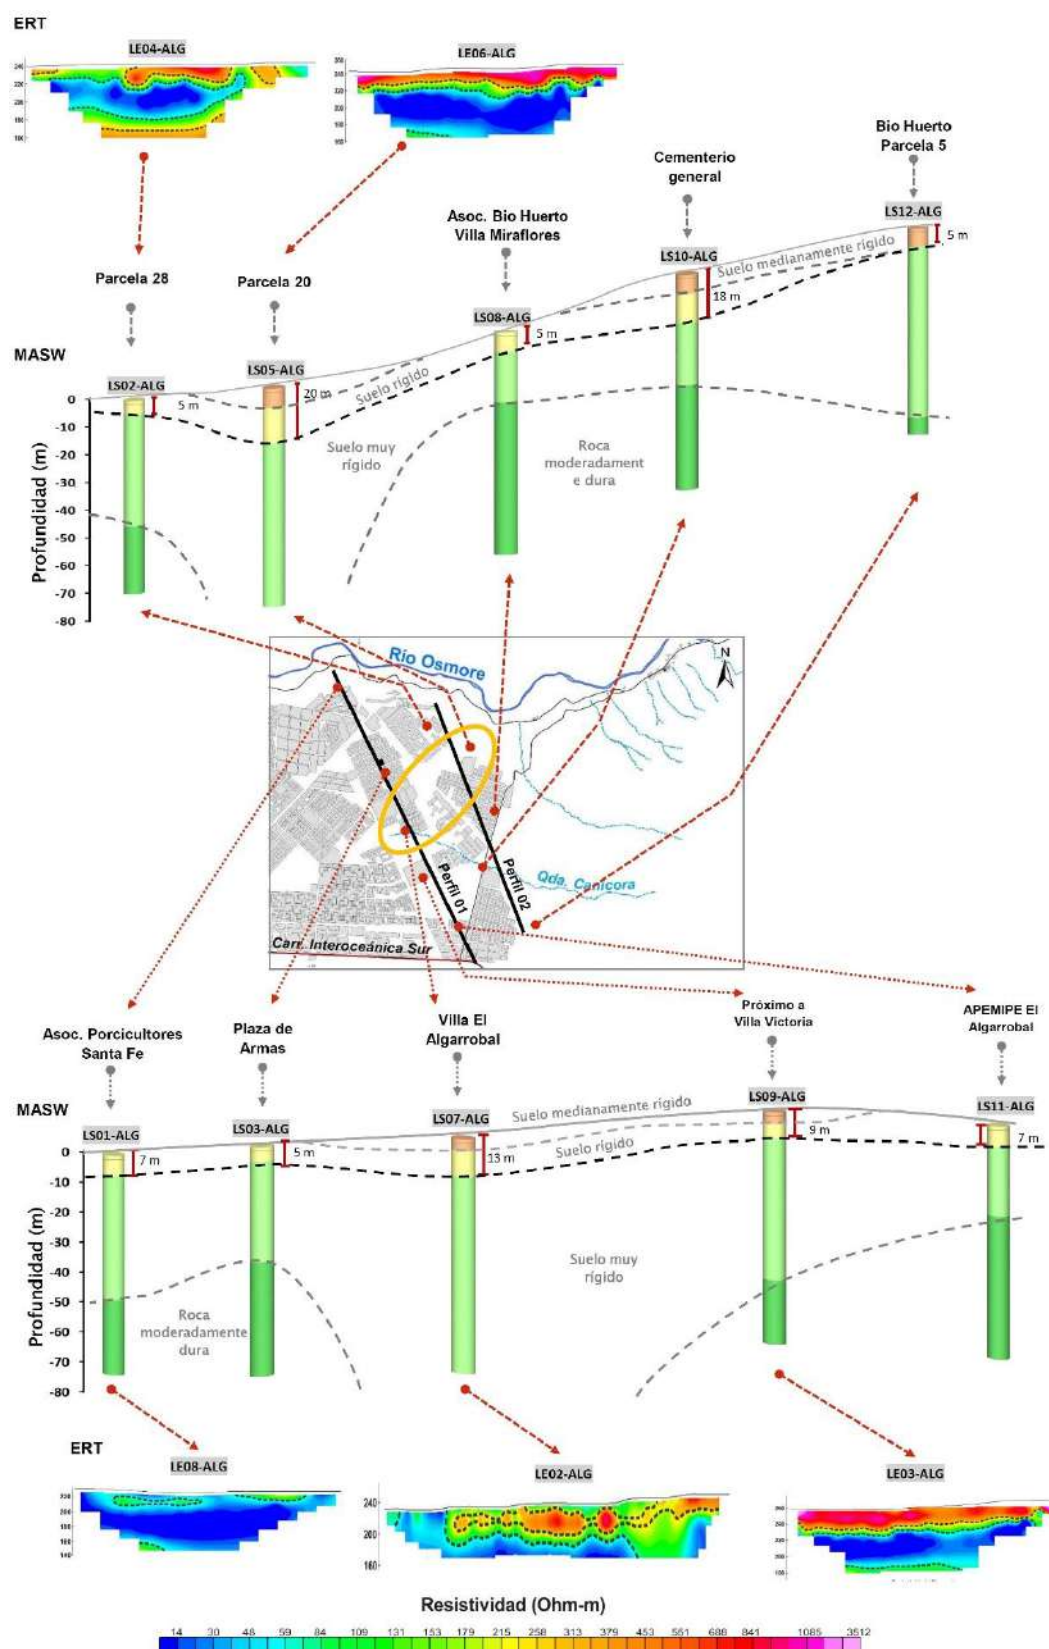 ERT
LE04-ALG
LE06-ALG
Bio Huerto
Parcela 5
Cementerio
general
LS12-ALG
5 m
Asoc. Bio Huerto
Villa Miraflores
LS10-ALG
Suelo medianamente rígido
18 m
Parcela 28
Parcela 20
LS08-ALG
5 m
MASW
LS02-ALG
LS05-ALG
5 m
20 m
Suelo rígido
Suelo muy
rígido
Roca
moderadament
e dura
Profundidad (m)
0
-10
-20
-30
-40
-50
-60
-70
-80
Río Osmore
N
Perfil 01
Perfil 02
Qda. Canicora
Carr. Interoceánica Sur
Asoc. Porcicultores
Santa Fe
Plaza de
Armas
Villa El
Algarrobal
Próximo a
Villa Victoria
APEMIPE El
Algarrobal
MASW
LS01-ALG
LS03-ALG
LS07-ALG
LS09-ALG
LS11-ALG
Suelo medianamente rígido
Suelo rígido
7 m
5 m
13 m
9 m
7 m
Suelo muy
rígido
Roca
moderadamente
dura
Profundidad (m)
0
-10
-20
-30
-40
-50
-60
-70
-80
ERT
LE08-ALG
LE02-ALG
LE03-ALG
240
200
160
Resistividad (Ohm-m)
14 30 48 59 84 109 131 153 179 215 258 313 379 453 551 688 841 1085 3512